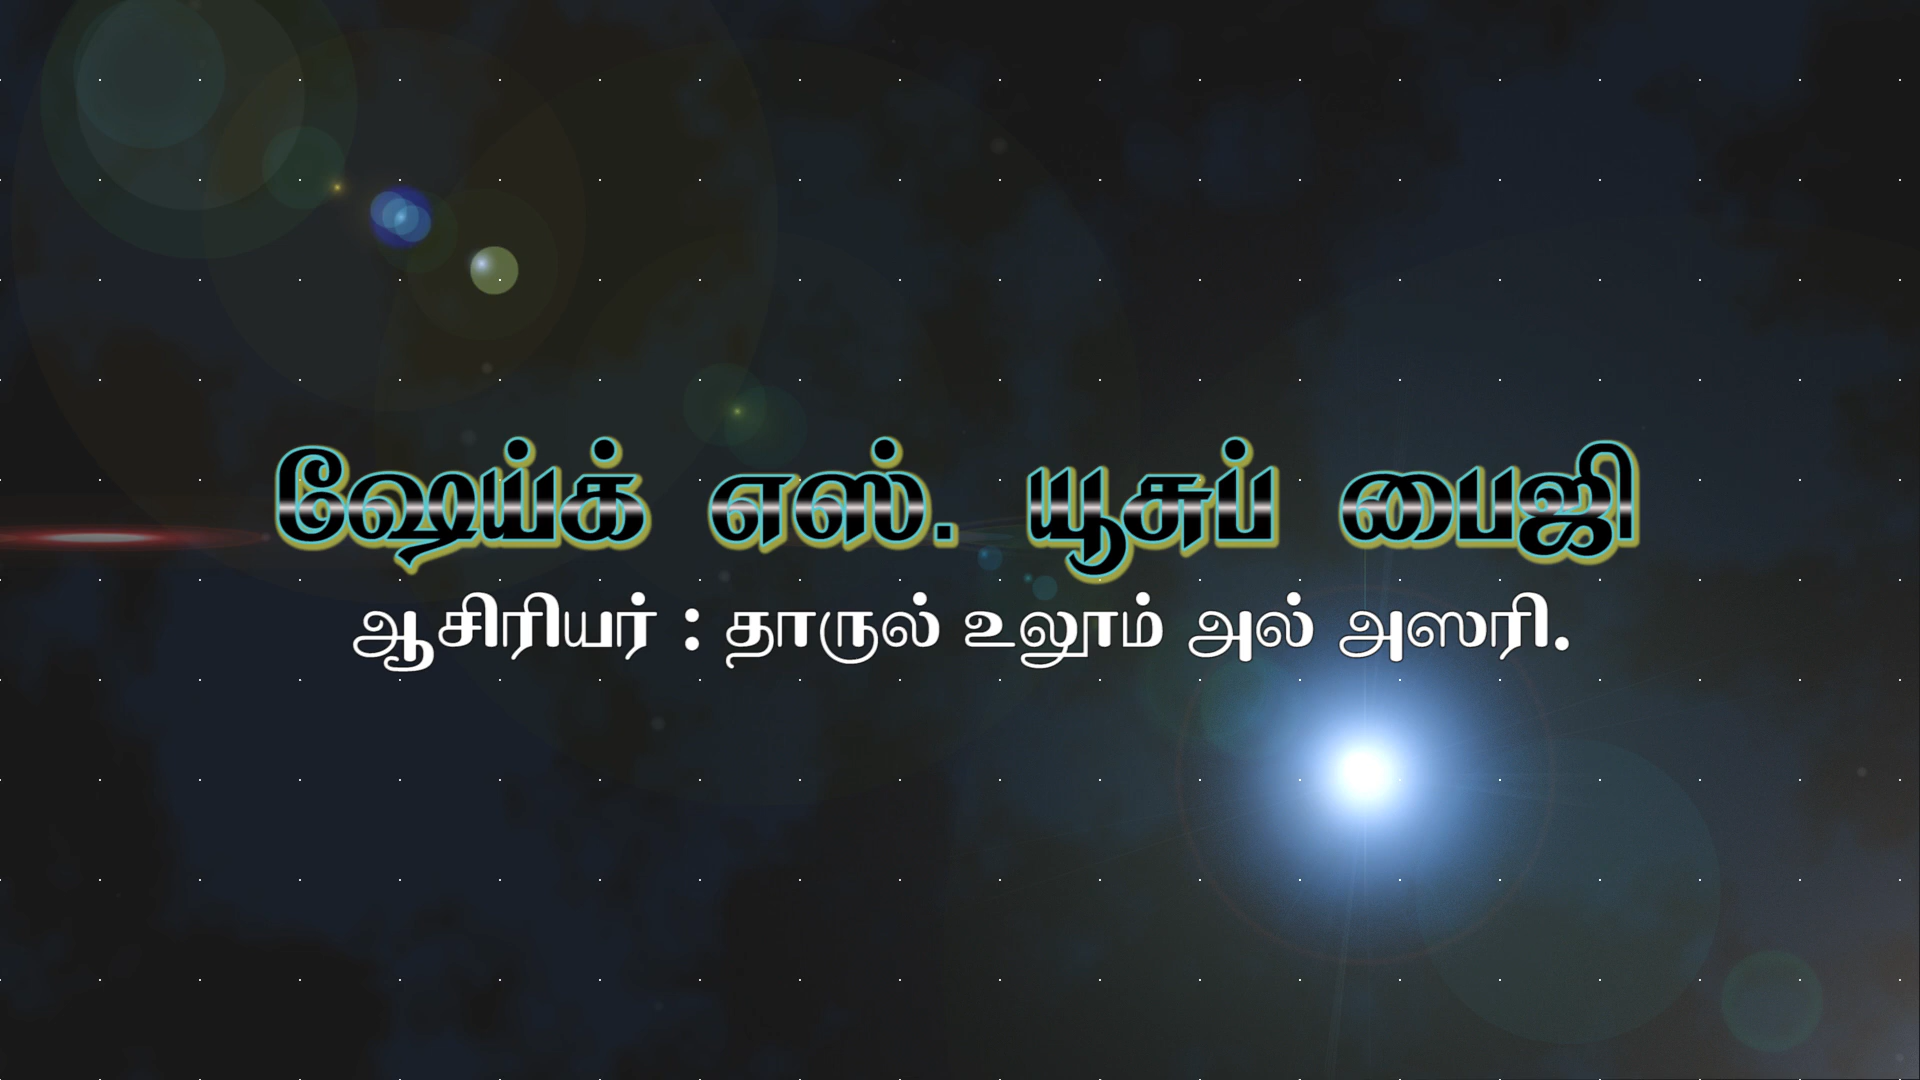 ஷேய்க் எஸ். யூசுப் பைஜி
ஆசிரியர் : தாருல் உலூம் அல் அஸரி.